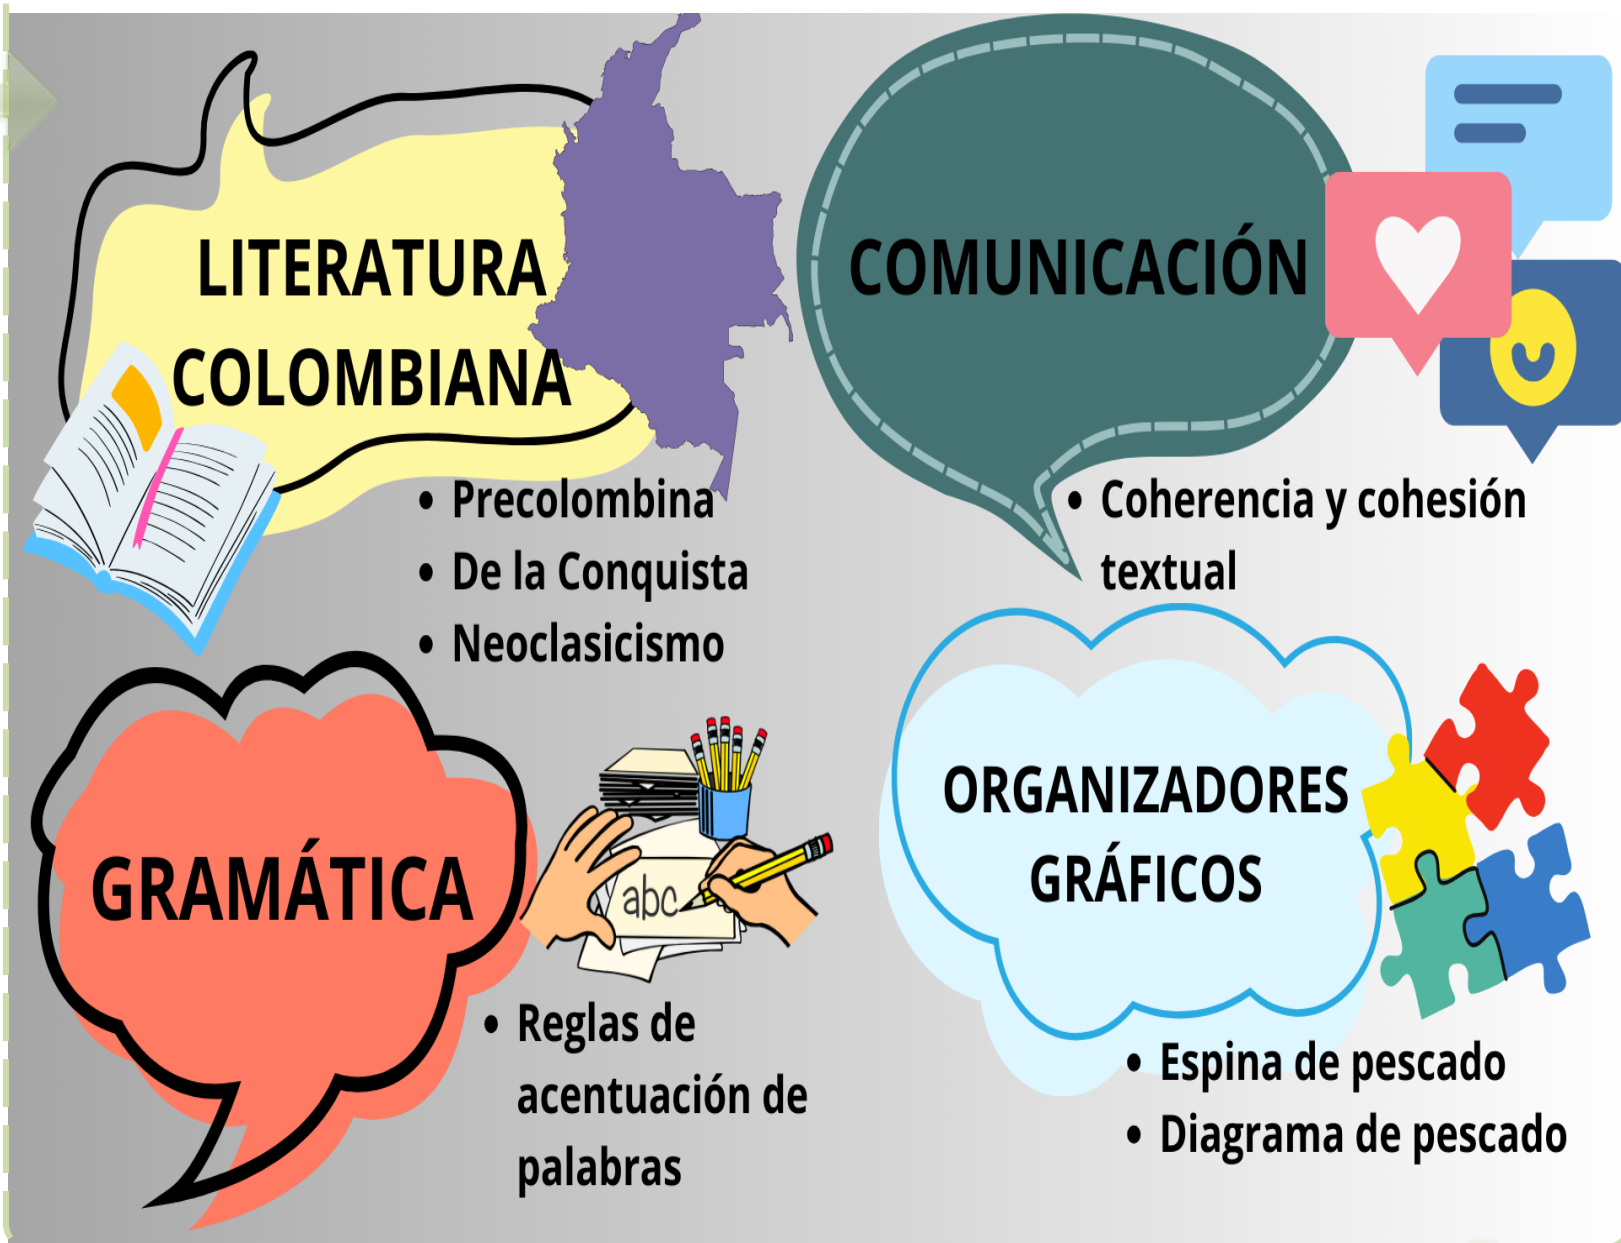 LITERATURA
COLOMBIANA
• Precolombina
• De la Conquista
• Neoclasicismo
COMUNICACIÓN
• Coherencia y cohesión
textual
GRAMÁTICA
abc
• Reglas de
acentuación de
palabras
ORGANIZADORES
GRÁFICOS
• Espina de pescado
• Diagrama de pescado